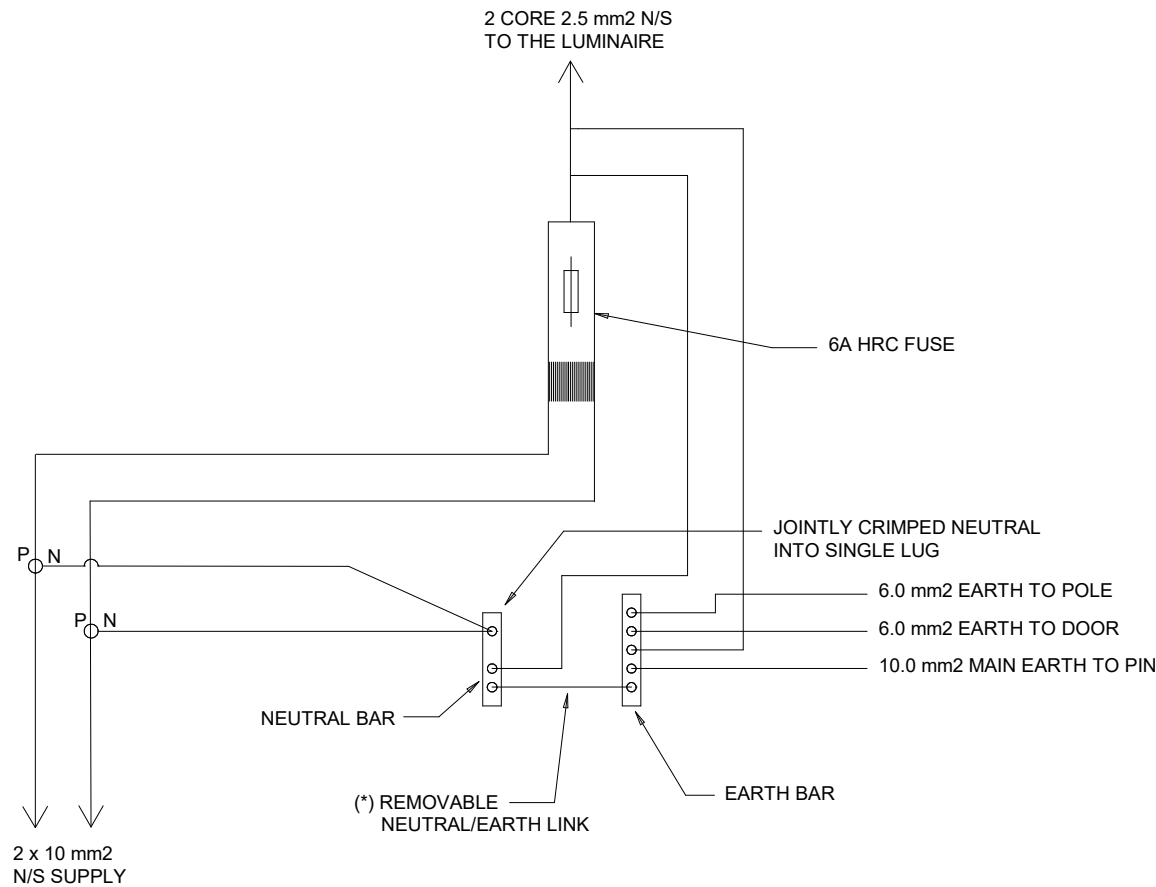 2 CORE 2.5 mm2 N/S
TO THE LUMINAIRE
6A HRC FUSE
JOINTLY CRIMPED NEUTRAL
INTO SINGLE LUG
P N
6.0 mm2 EARTH TO POLE
P N
6.0 mm2 EARTH TO DOOR
10.0 mm2 MAIN EARTH TO PIN
NEUTRAL BAR
(*) REMOVABLE
NEUTRAL/EARTH LINK
EARTH BAR
2 x 10 mm2
N/S SUPPLY